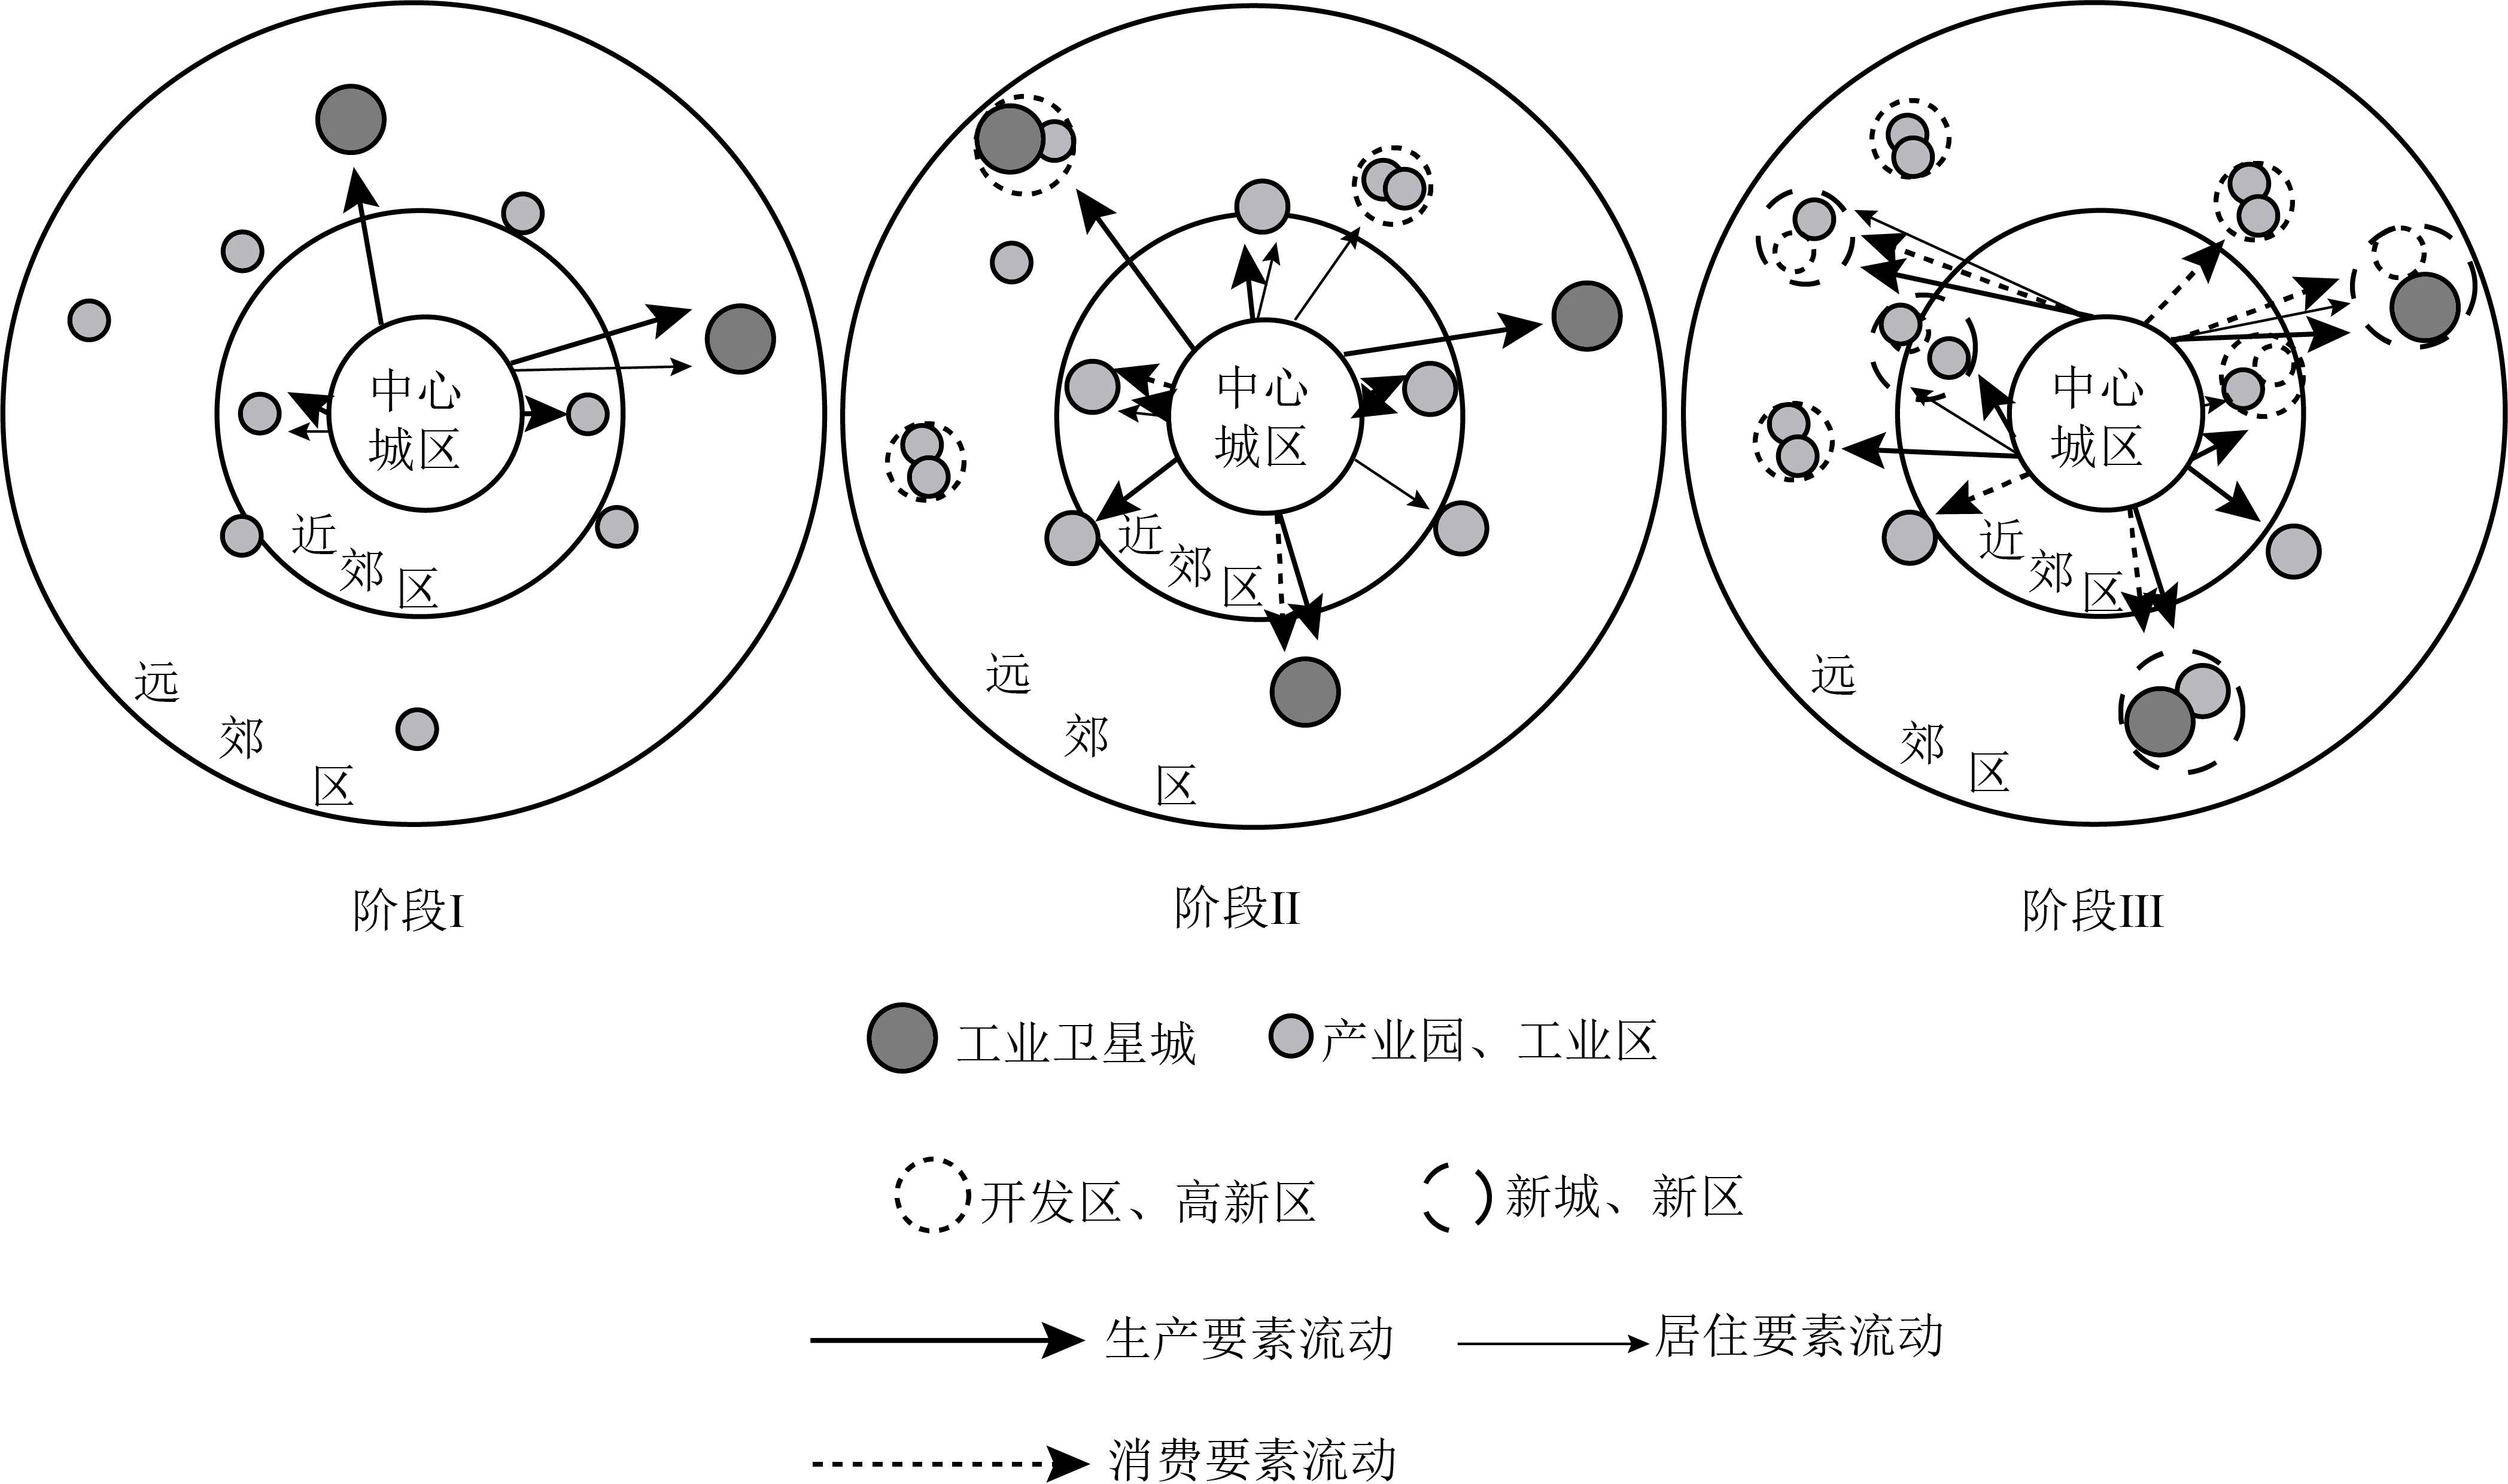 中心
城区
近郊区
远郊区
阶段I
中心
城区
近郊区
远郊区
阶段II
中心
城区
近郊区
远郊区
阶段III
工业卫星城
产业园、工业区
开发区、高新区
新城、新区
生产要素流动
居住要素流动
消费要素流动